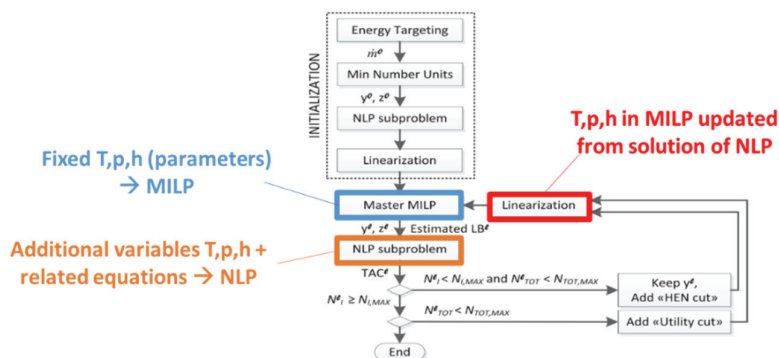 Energy Targeting
ṁ⁰
Min Number Units
y⁰, z⁰
NLP subproblem
Linearization
INITIALIZATION
T,p,h in MILP updated
from solution of NLP
Fixed T,p,h (parameters)
→ MILP
Master MILP
Linearization
yᵉ, zᵉ
Estimated LBᵉ
Additional variables T,p,h +
related equations → NLP
NLP subproblem
TACᵉ
Nᵉ_I < N_I,MAX and Nᵉ_TOT < N_TOT,MAX
Keep yᵉ,
Add «HEN cut»
Nᵉ_I ≥ N_I,MAX
Nᵉ_TOT < N_TOT,MAX
Add «Utility cut»
End